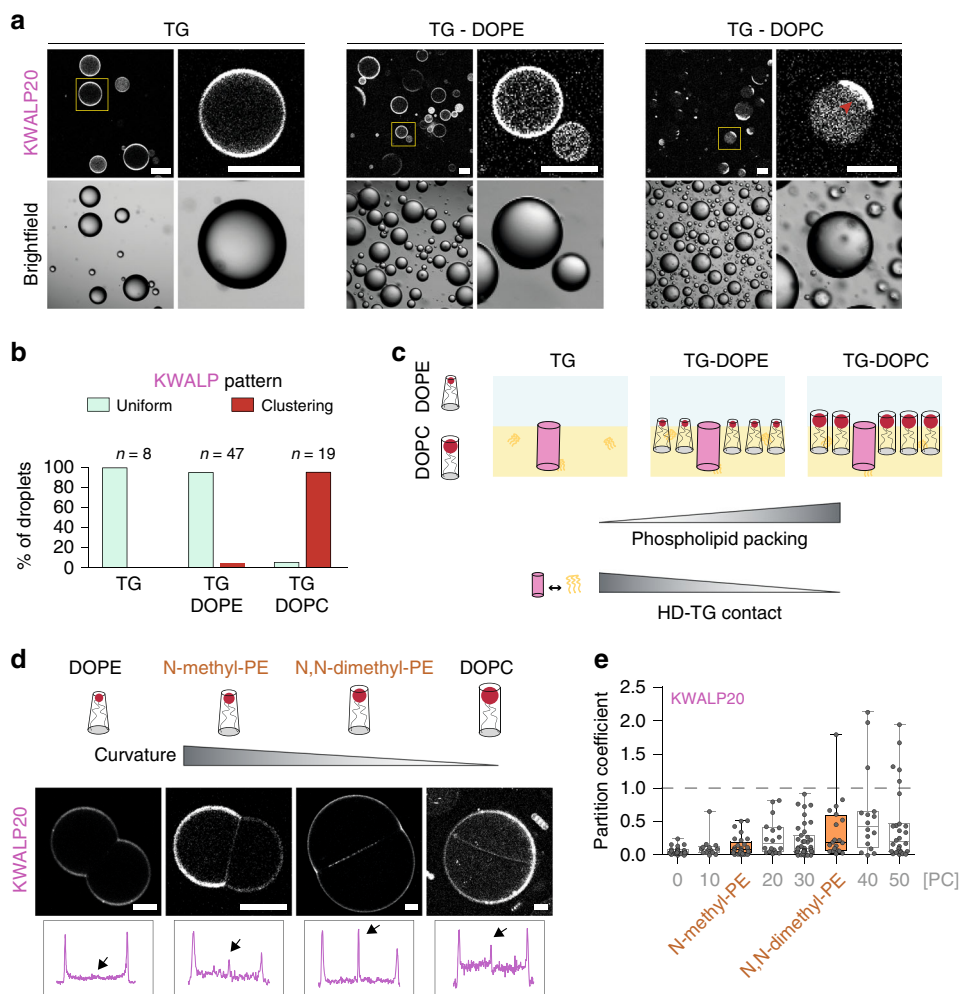 a
TG
TG - DOPE
TG - DOPC
KWALP20
Brightfield
b
KWALP pattern
Uniform
Clustering
n = 8
n = 47
n = 19
% of droplets
100
80
60
40
20
0
TG
TG
DOPE
TG
DOPC
c
DOPE
DOPC
TG
TG-DOPE
TG-DOPC
Phospholipid packing
HD-TG contact
d
DOPE
N-methyl-PE
N,N-dimethyl-PE
DOPC
Curvature
KWALP20
e
KWALP20
Partition coefficient
2.5
2.0
1.5
1.0
0.5
0.0
0 10 20 30 40 50 [PC]
N-methyl-PE
N,N-dimethyl-PE